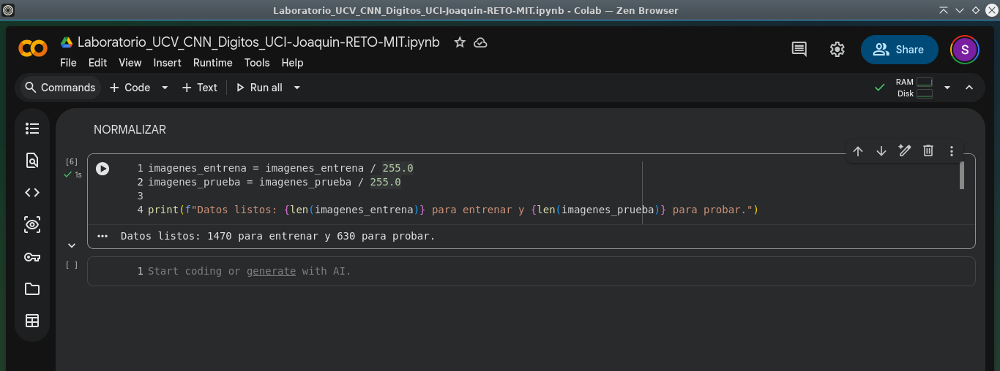 Laboratorio_UCV_CNN_Digitos_UCI-Joaquin-RETO-MIT.ipynb - Colab — Zen Browser
Laboratorio_UCV_CNN_Digitos_UCI-Joaquin-RETO-MIT.ipynb
File Edit View Insert Runtime Tools Help
Share
S
Commands + Code + Text Run all
RAM
Disk
NORMALIZAR
[6]
1s
1 imagenes_entrena = imagenes_entrena / 255.0
2 imagenes_prueba = imagenes_prueba / 255.0
3
4 print(f"Datos listos: {len(imagenes_entrena)} para entrenar y {len(imagenes_prueba)} para probar.")
Datos listos: 1470 para entrenar y 630 para probar.
[ ]
1 Start coding or generate with AI.